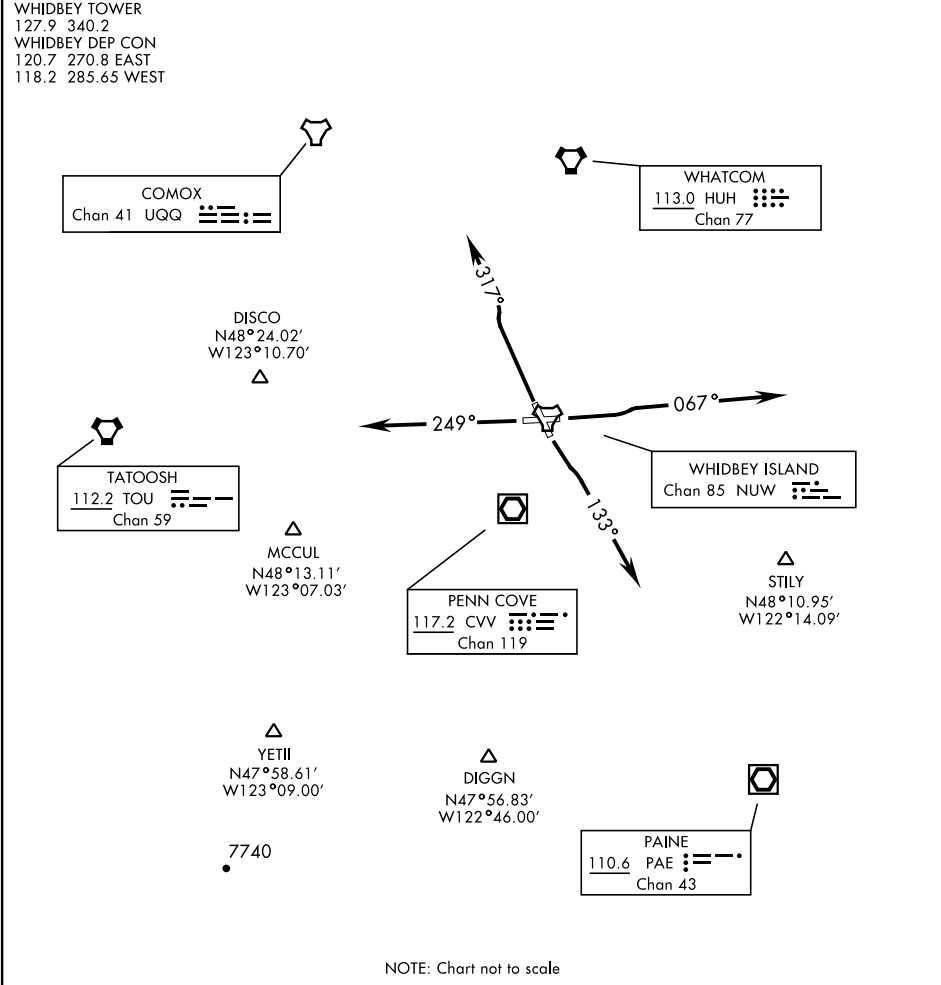 WHIDBEY TOWER
127.9 340.2
WHIDBEY DEP CON
120.7 270.8 EAST
118.2 285.65 WEST
COMOX
Chan 41 UQQ
WHATCOM
113.0 HUH
Chan 77
317°
DISCO
N48°24.02'
W123°10.70'
249°
067°
TATOOSH
112.2 TOU
Chan 59
WHIDBEY ISLAND
Chan 85 NUW
133°
MCCUL
N48°13.11'
W123°07.03'
STILY
N48°10.95'
W122°14.09'
PENN COVE
117.2 CVV
Chan 119
YETII
N47°58.61'
W123°09.00'
DIGGN
N47°56.83'
W122°46.00'
7740
PAINE
110.6 PAE
Chan 43
NOTE: Chart not to scale